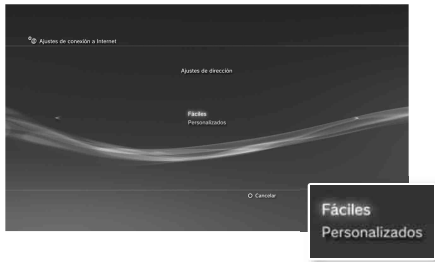 Ajustes de conexión a Internet
Ajustes de dirección
Fáciles
Personalizados
Cancelar
Fáciles
Personalizados